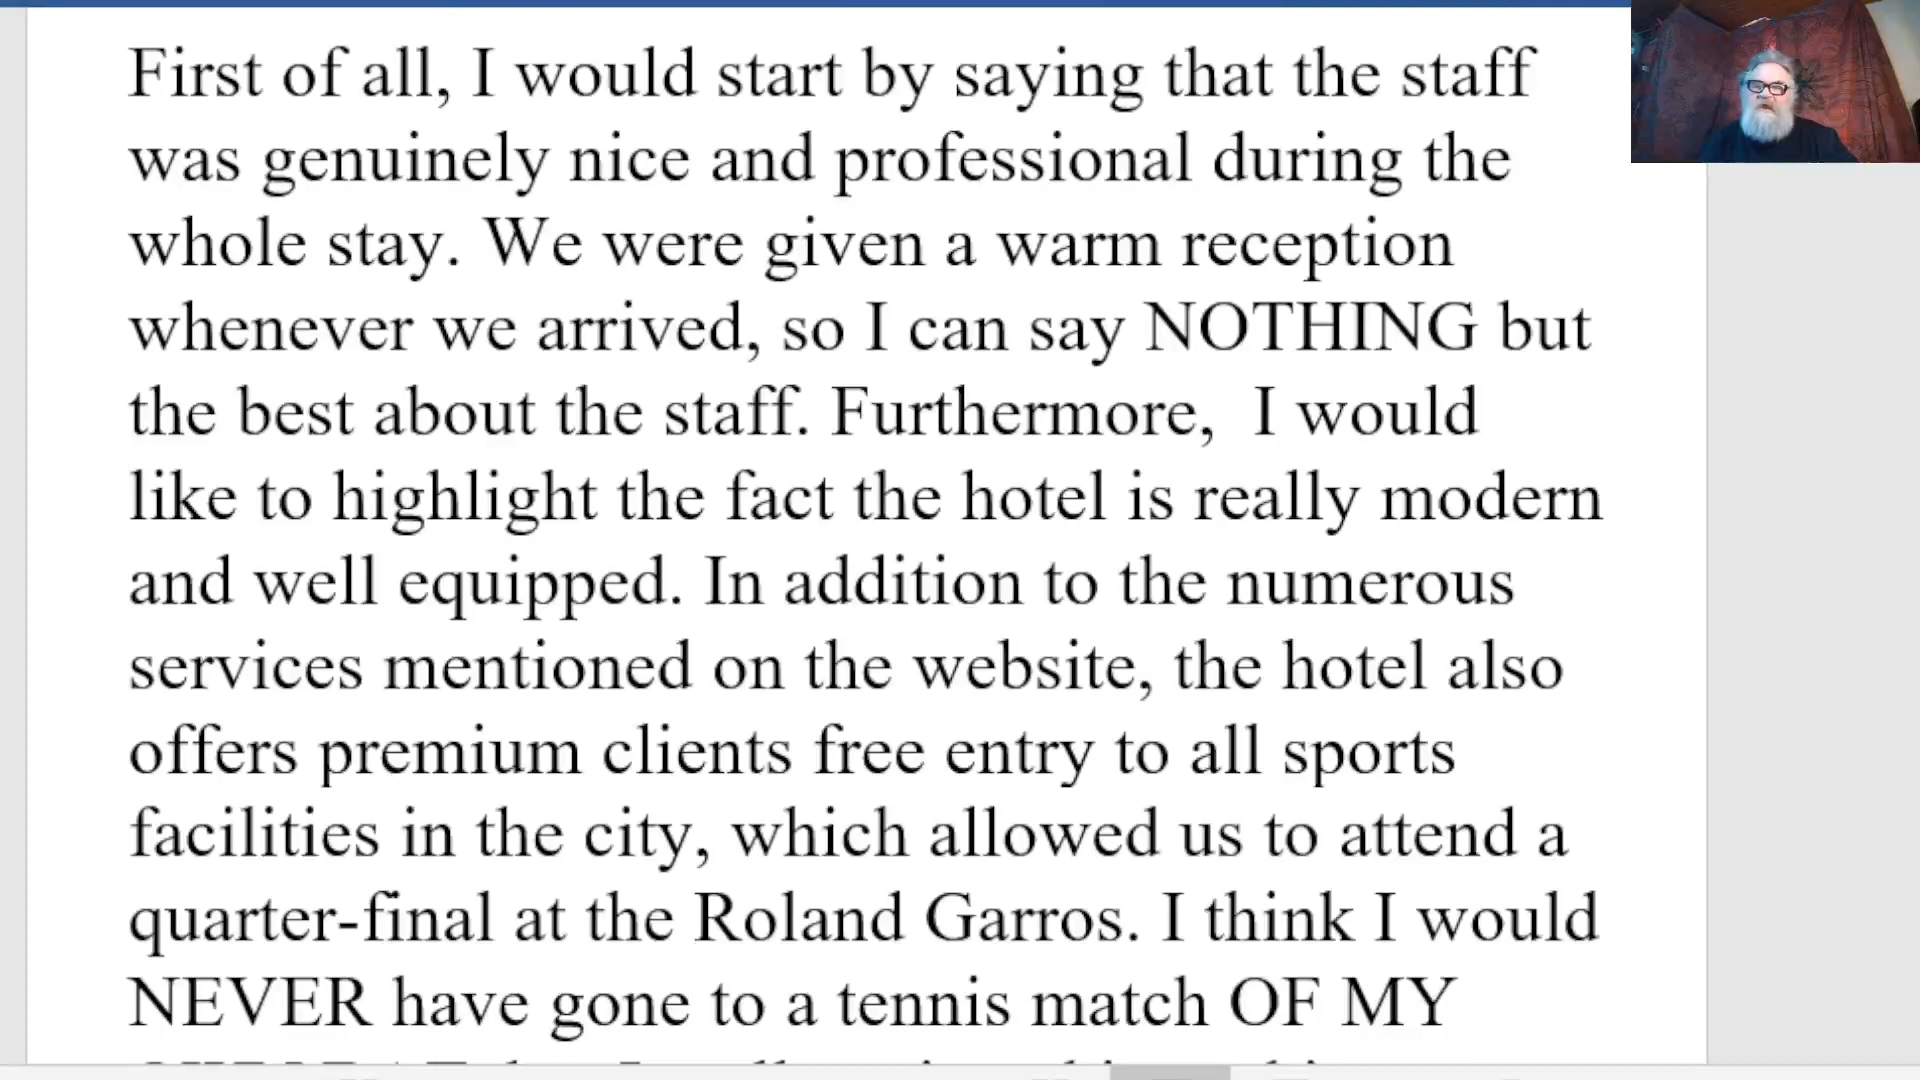 First of all, I would start by saying that the staff
was genuinely nice and professional during the
whole stay. We were given a warm reception
whenever we arrived, so I can say NOTHING but
the best about the staff. Furthermore,  I would
like to highlight the fact the hotel is really modern
and well equipped. In addition to the numerous
services mentioned on the website, the hotel also
offers premium clients free entry to all sports
facilities in the city, which allowed us to attend a
quarter-final at the Roland Garros. I think I would
NEVER have gone to a tennis match OF MY